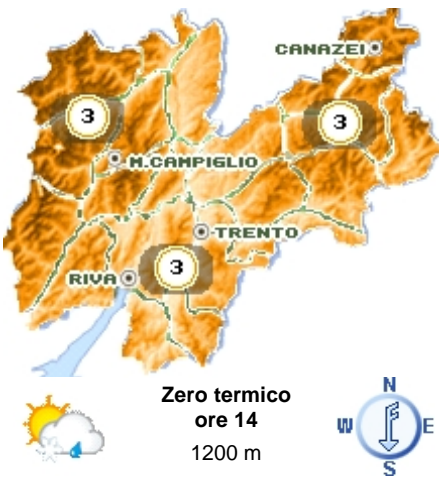 CANAZEI
3
3
M.CAMPIGLIO
TRENTO
3
RIVA
Zero termico
ore 14
1200 m
N
W
E
S